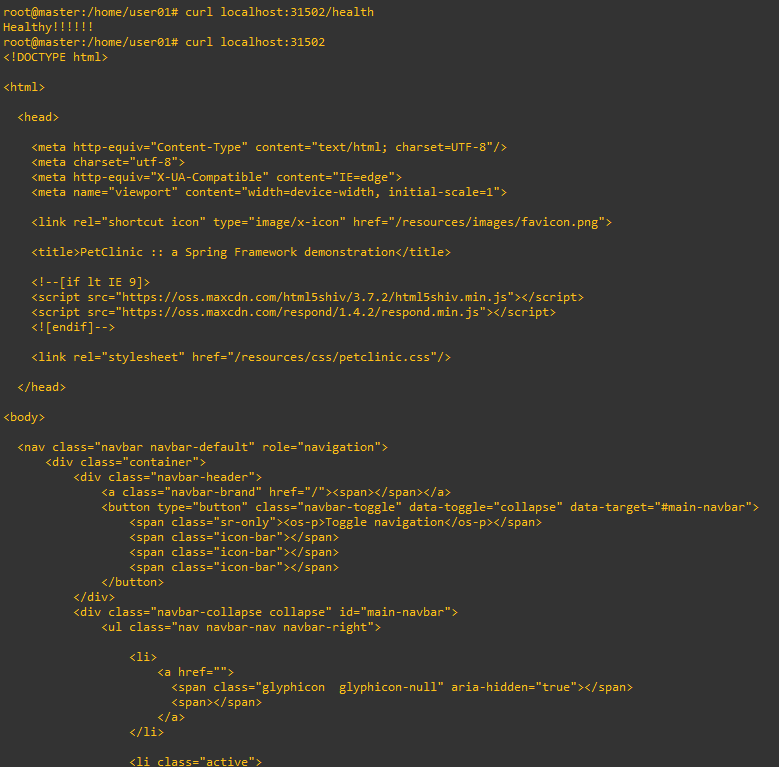 root@master:/home/user01# curl localhost:31502/health
Healthy!!!!!!
root@master:/home/user01# curl localhost:31502
<!DOCTYPE html>
<html>
<head>
<meta http-equiv="Content-Type" content="text/html; charset=UTF-8"/>
<meta charset="utf-8">
<meta http-equiv="X-UA-Compatible" content="IE=edge">
<meta name="viewport" content="width=device-width, initial-scale=1">
<link rel="shortcut icon" type="image/x-icon" href="/resources/images/favicon.png">
<title>PetClinic :: a Spring Framework demonstration</title>
<!--[if lt IE 9]>
<script src="https://oss.maxcdn.com/html5shiv/3.7.2/html5shiv.min.js"></script>
<script src="https://oss.maxcdn.com/respond/1.4.2/respond.min.js"></script>
<![endif]-->
<link rel="stylesheet" href="/resources/css/petclinic.css"/>
</head>
<body>
<nav class="navbar navbar-default" role="navigation">
<div class="container">
<div class="navbar-header">
<a class="navbar-brand" href="/"><span></span></a>
<button type="button" class="navbar-toggle" data-toggle="collapse" data-target="#main-navbar">
<span class="sr-only"><os-p>Toggle navigation</os-p></span>
<span class="icon-bar"></span>
<span class="icon-bar"></span>
<span class="icon-bar"></span>
</button>
</div>
<div class="navbar-collapse collapse" id="main-navbar">
<ul class="nav navbar-nav navbar-right">
<li>
<a href="">
<span class="glyphicon  glyphicon-null" aria-hidden="true"></span>
<span></span>
</a>
</li>
<li class="active">